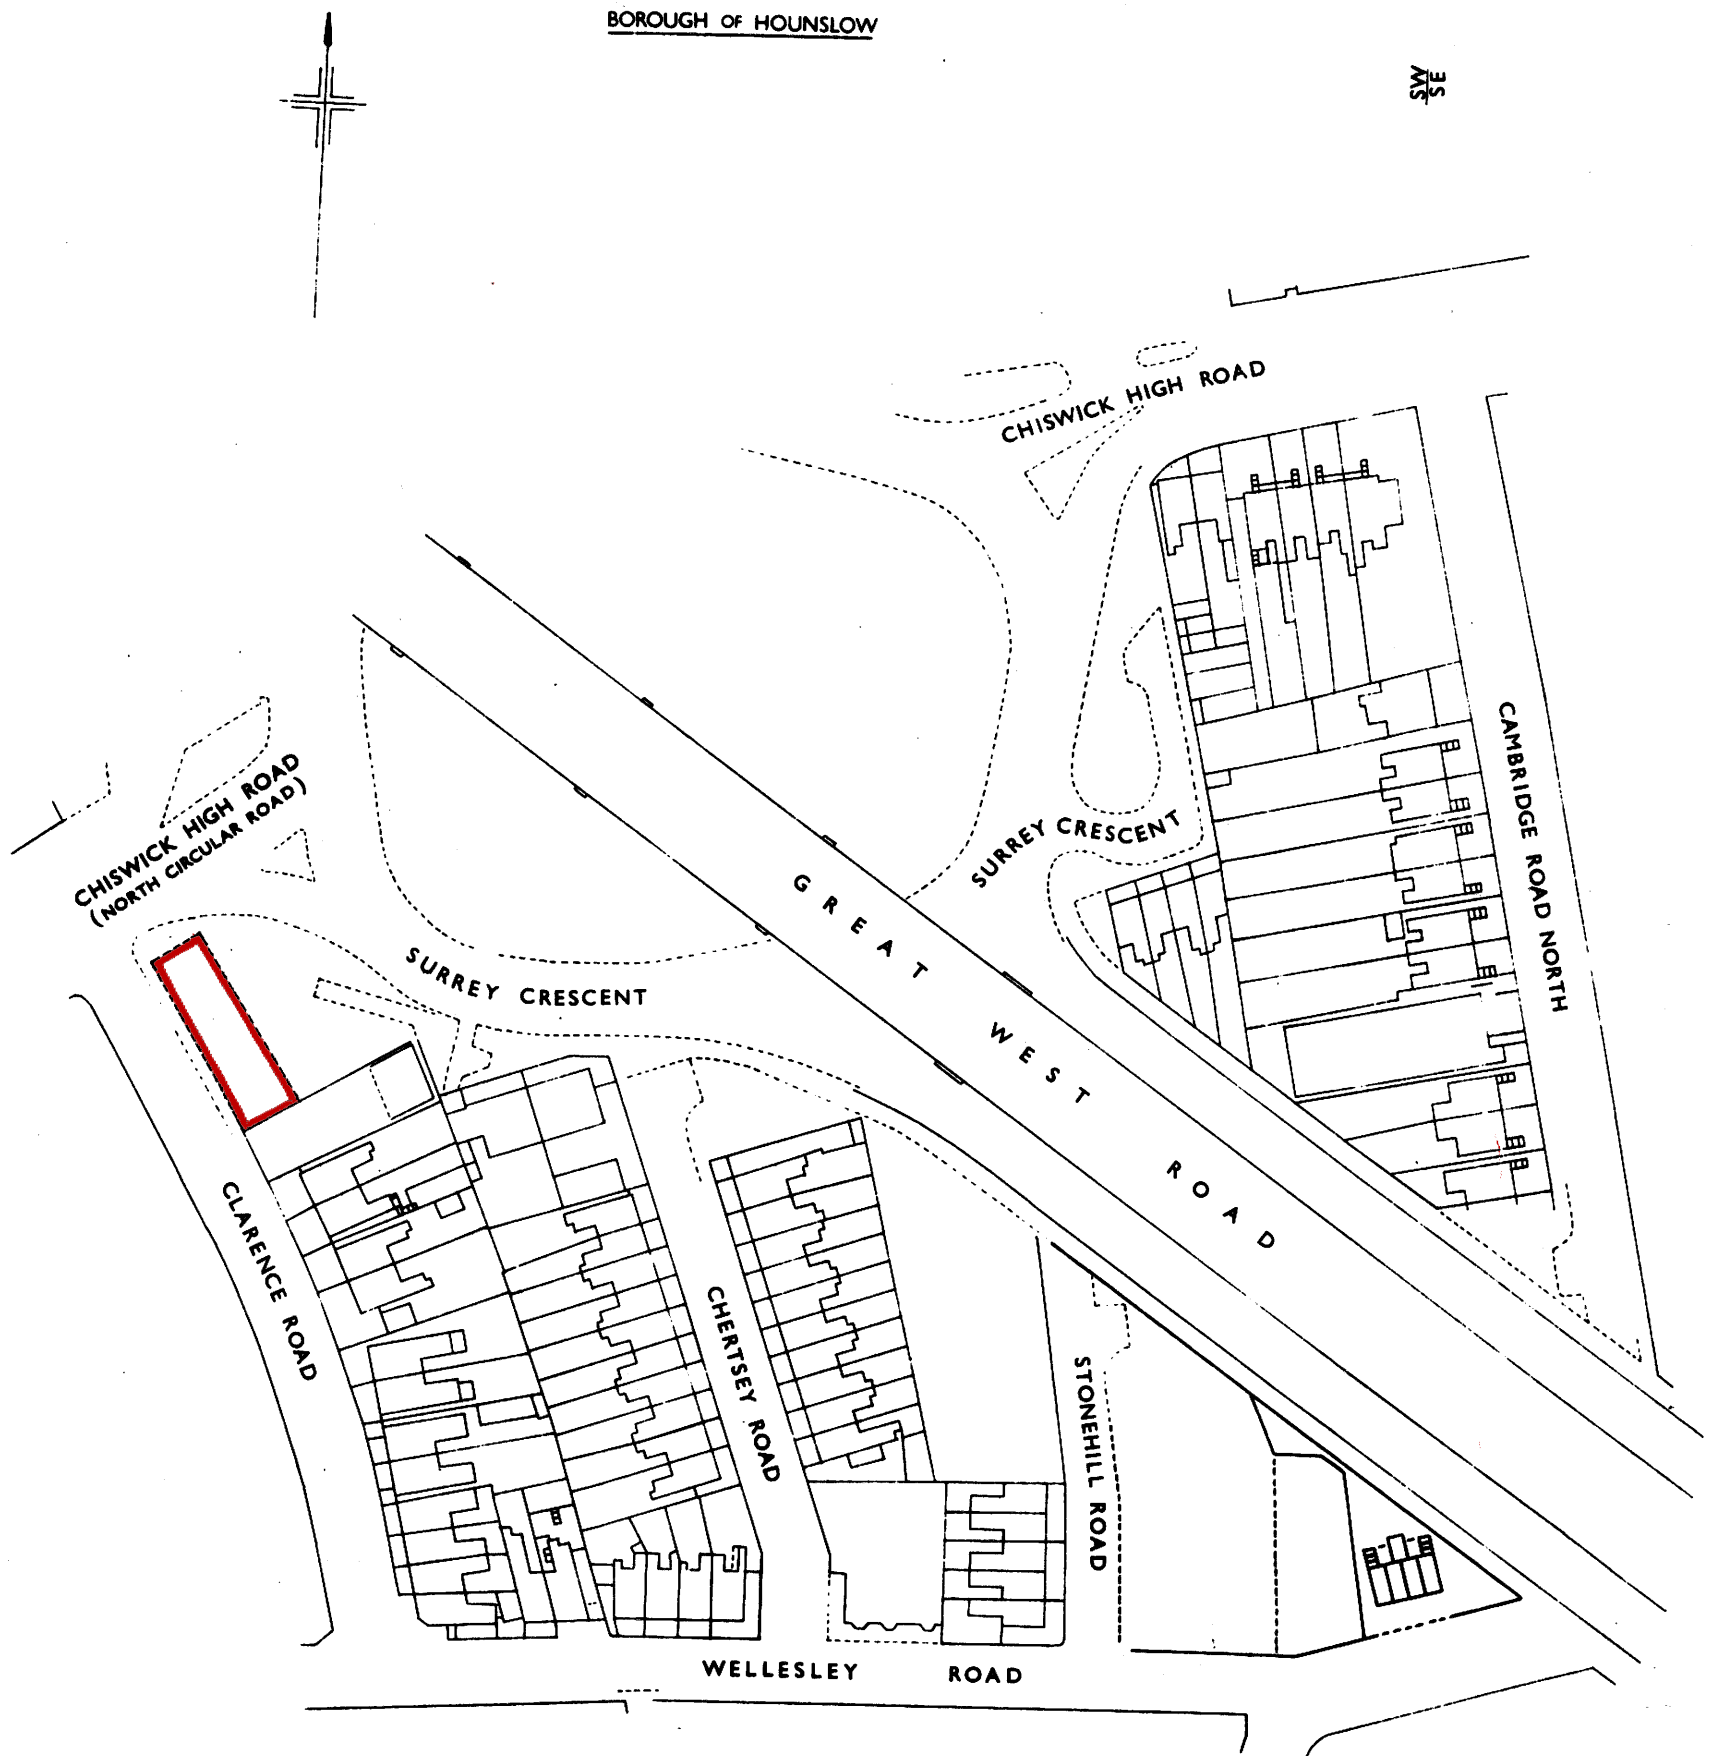 BOROUGH OF HOUNSLOW
SW
SE
CHISWICK HIGH ROAD
CHISWICK HIGH ROAD
(NORTH CIRCULAR ROAD)
CAMBRIDGE ROAD NORTH
SURREY CRESCENT
GREAT WEST ROAD
SURREY CRESCENT
CLARENCE ROAD
CHERTSEY ROAD
STONEHILL ROAD
WELLESLEY ROAD